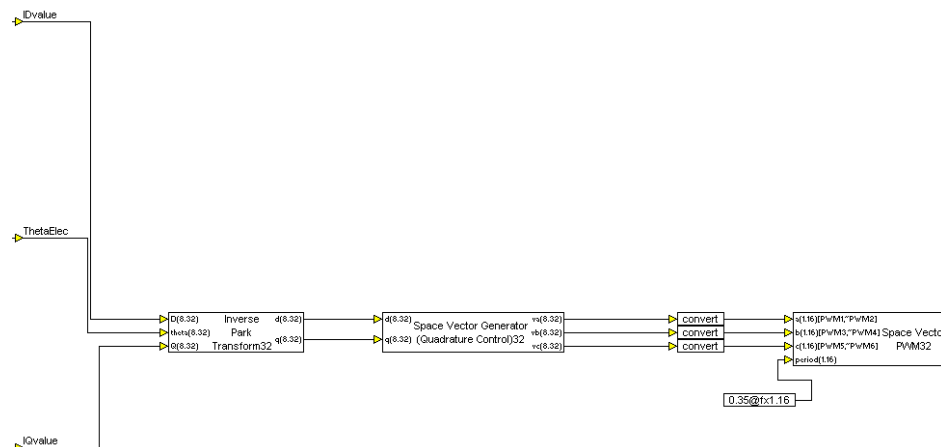 IDvalue
ThetaElec
D(8.32) Inverse d(8.32)
theta(8.32) Park
Q(8.32) Transform32 q(8.32)
d(8.32) Space Vector Generator va(8.32)
q(8.32) (Quadrature Control)32 vb(8.32)
vc(8.32)
convert
convert
convert
a(1.16)[PWM1,~PWM2]
b(1.16)[PWM3,~PWM4] Space Vecto
c(1.16)[PWM5,~PWM6] PWM32
period(1.16)
0.35@fx1.16
IQvalue